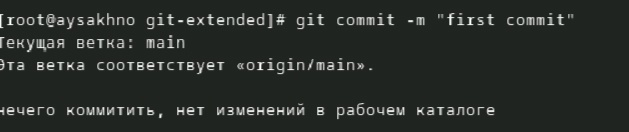 [root@aysakhno git-extended]# git commit -m "first commit"
Текущая ветка: main
Эта ветка соответствует «origin/main».
нечего коммитить, нет изменений в рабочем каталоге